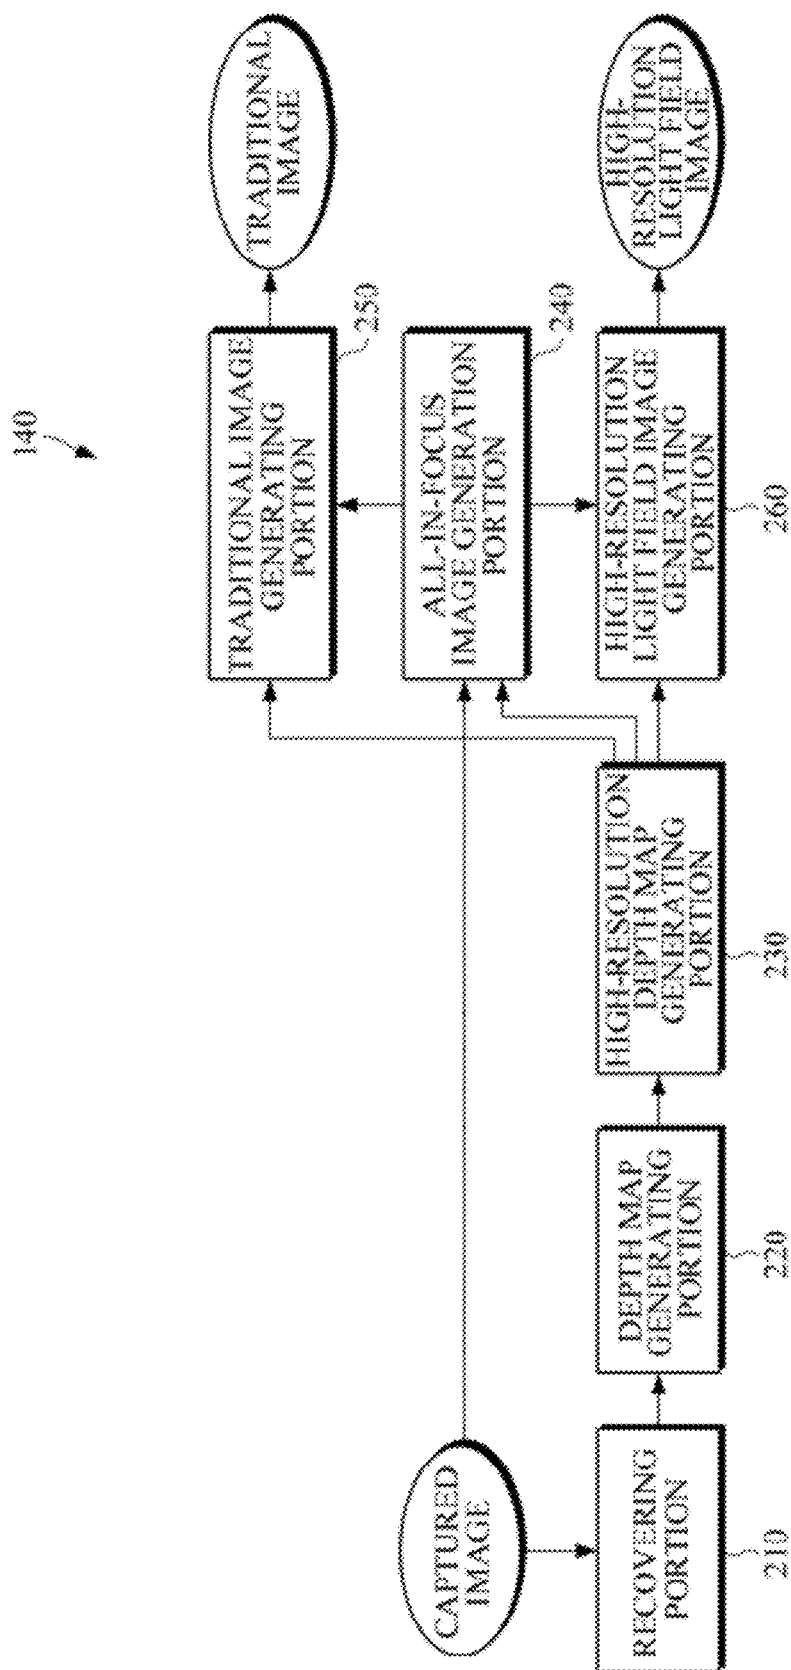 140
CAPTURED
IMAGE
RECOVERING
PORTION
210
DEPTH MAP
GENERATING
PORTION
220
HIGH-RESOLUTION
DEPTH MAP
GENERATING
PORTION
230
TRADITIONAL IMAGE
GENERATING
PORTION
250
ALL-IN-FOCUS
IMAGE GENERATION
PORTION
240
HIGH-RESOLUTION
LIGHT FIELD IMAGE
GENERATING
PORTION
260
TRADITIONAL
IMAGE
HIGH-
RESOLUTION
LIGHT FIELD
IMAGE